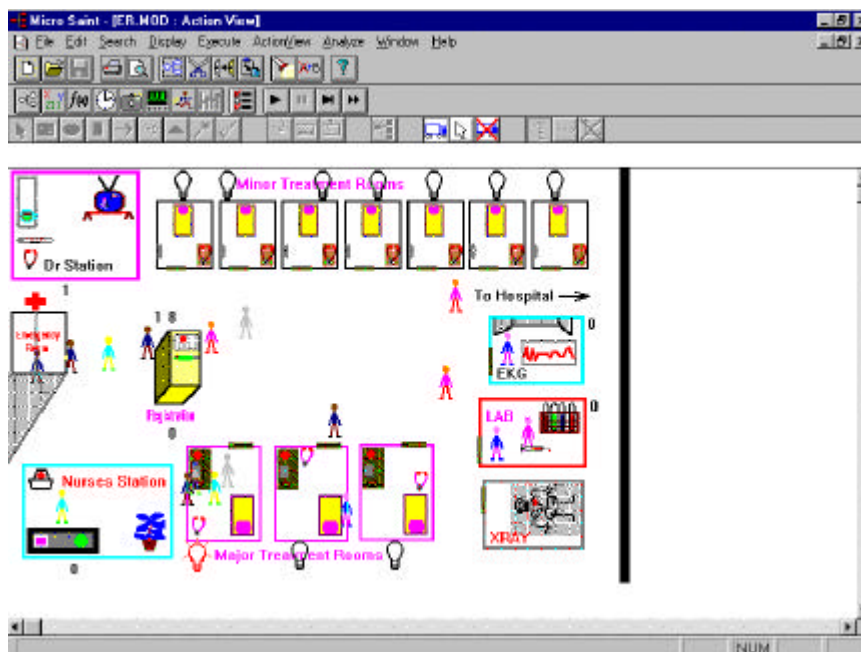 Micro Saint - [ER.MOD : Action View]
File Edit Search Display Execute ActionView Analyze Window Help
Minor Treatment Rooms
Dr Station
1
1 8
To Hospital
0
Emergency
Room
EKG
Registration
0
LAB
0
Nurses Station
XRAY
Major Treatment Rooms
0
NUM